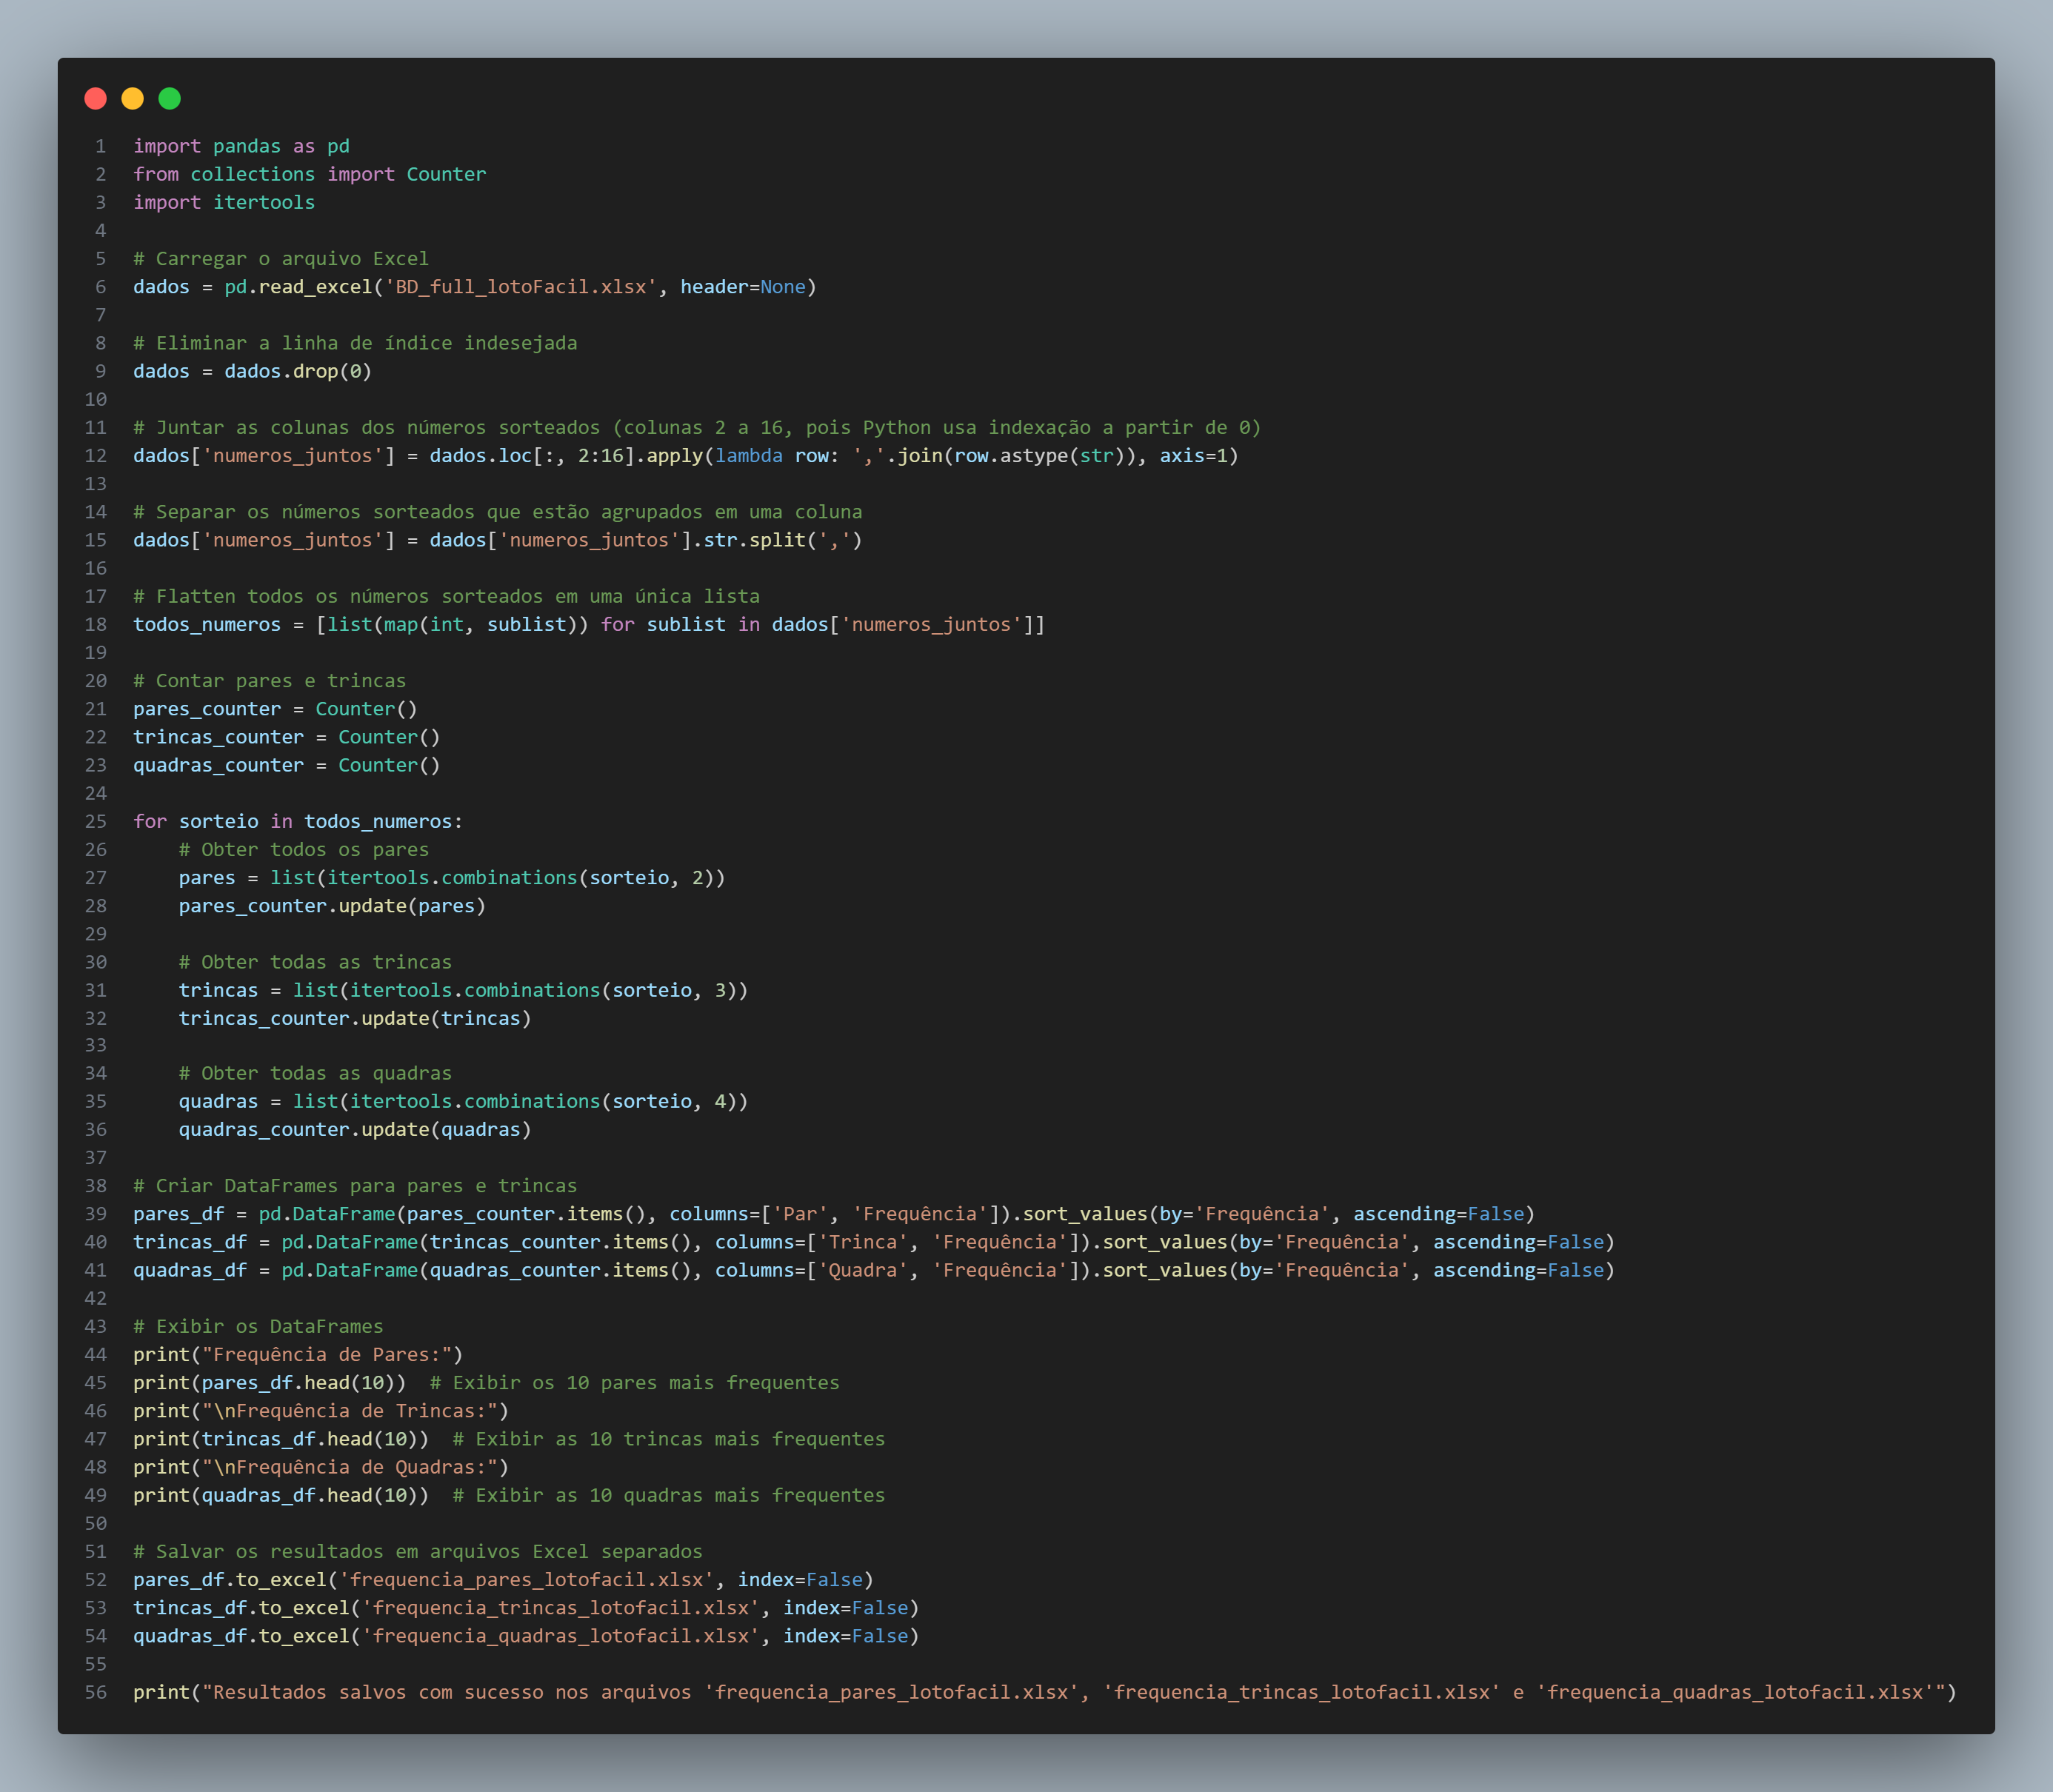 1 import pandas as pd
2 from collections import Counter
3 import itertools
4
5 # Carregar o arquivo Excel
6 dados = pd.read_excel('BD_full_lotoFacil.xlsx', header=None)
7
8 # Eliminar a linha de índice indesejada
9 dados = dados.drop(0)
10
11 # Juntar as colunas dos números sorteados (colunas 2 a 16, pois Python usa indexação a partir de 0)
12 dados['numeros_juntos'] = dados.loc[:, 2:16].apply(lambda row: ','.join(row.astype(str)), axis=1)
13
14 # Separar os números sorteados que estão agrupados em uma coluna
15 dados['numeros_juntos'] = dados['numeros_juntos'].str.split(',')
16
17 # Flatten todos os números sorteados em uma única lista
18 todos_numeros = [list(map(int, sublist)) for sublist in dados['numeros_juntos']]
19
20 # Contar pares e trincas
21 pares_counter = Counter()
22 trincas_counter = Counter()
23 quadras_counter = Counter()
24
25 for sorteio in todos_numeros:
26     # Obter todos os pares
27     pares = list(itertools.combinations(sorteio, 2))
28     pares_counter.update(pares)
29
30     # Obter todas as trincas
31     trincas = list(itertools.combinations(sorteio, 3))
32     trincas_counter.update(trincas)
33
34     # Obter todas as quadras
35     quadras = list(itertools.combinations(sorteio, 4))
36     quadras_counter.update(quadras)
37
38 # Criar DataFrames para pares e trincas
39 pares_df = pd.DataFrame(pares_counter.items(), columns=['Par', 'Frequência']).sort_values(by='Frequência', ascending=False)
40 trincas_df = pd.DataFrame(trincas_counter.items(), columns=['Trinca', 'Frequência']).sort_values(by='Frequência', ascending=False)
41 quadras_df = pd.DataFrame(quadras_counter.items(), columns=['Quadra', 'Frequência']).sort_values(by='Frequência', ascending=False)
42
43 # Exibir os DataFrames
44 print("Frequência de Pares:")
45 print(pares_df.head(10))  # Exibir os 10 pares mais frequentes
46 print("\nFrequência de Trincas:")
47 print(trincas_df.head(10))  # Exibir as 10 trincas mais frequentes
48 print("\nFrequência de Quadras:")
49 print(quadras_df.head(10))  # Exibir as 10 quadras mais frequentes
50
51 # Salvar os resultados em arquivos Excel separados
52 pares_df.to_excel('frequencia_pares_lotofacil.xlsx', index=False)
53 trincas_df.to_excel('frequencia_trincas_lotofacil.xlsx', index=False)
54 quadras_df.to_excel('frequencia_quadras_lotofacil.xlsx', index=False)
55
56 print("Resultados salvos com sucesso nos arquivos 'frequencia_pares_lotofacil.xlsx', 'frequencia_trincas_lotofacil.xlsx' e 'frequencia_quadras_lotofacil.xlsx'")